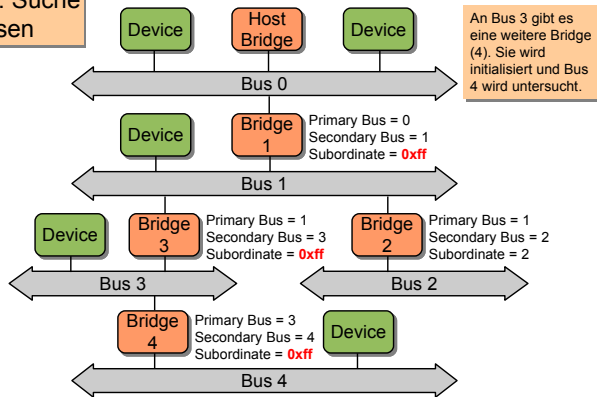 : Suche
sen
Device
Host
Bridge
Device
An Bus 3 gibt es
eine weitere Bridge
(4). Sie wird
initialisiert und Bus
4 wird untersucht.
Bus 0
Device
Bridge
1
Primary Bus = 0
Secondary Bus = 1
Subordinate = 0xff
Bus 1
Device
Bridge
3
Primary Bus = 1
Secondary Bus = 3
Subordinate = 0xff
Bridge
2
Primary Bus = 1
Secondary Bus = 2
Subordinate = 2
Bus 3
Bus 2
Bridge
4
Primary Bus = 3
Secondary Bus = 4
Subordinate = 0xff
Device
Bus 4